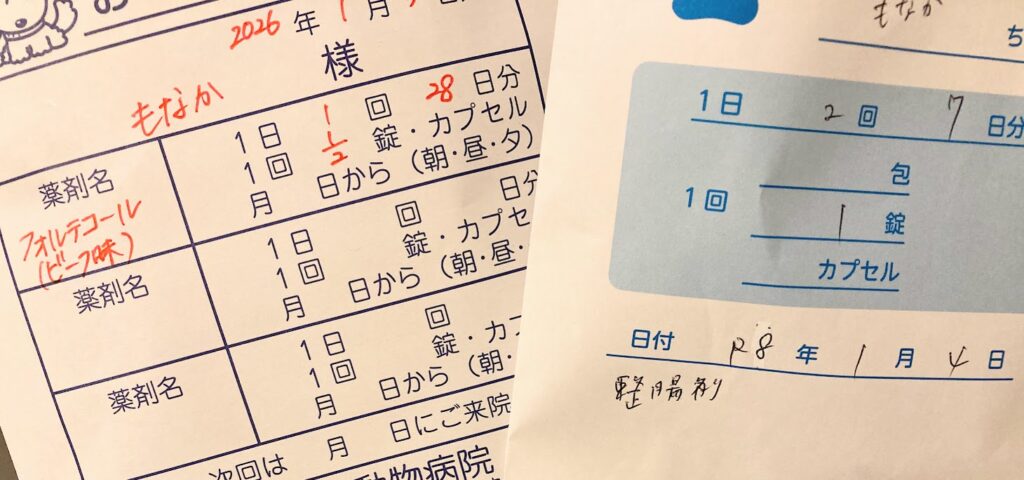 2026 年 1 月
様
もなか
薬剤名
フォルテコール
(ビーフ味)
1日 1 回 28 日分
1回 1/2 錠・カプセル
月 日から (朝・昼・夕)
薬剤名
1日 回 日分
1回 錠・カプセ
月 日から (朝・昼・
薬剤名
1日 回
1回 錠・カプ
月 日から (朝・
次回は 月 日にご来院
動物病院
もなか ち
1日 2 回 7 日分
1回
包
1 錠
カプセル
日付 R8 年 1 月 4 日
整腸剤